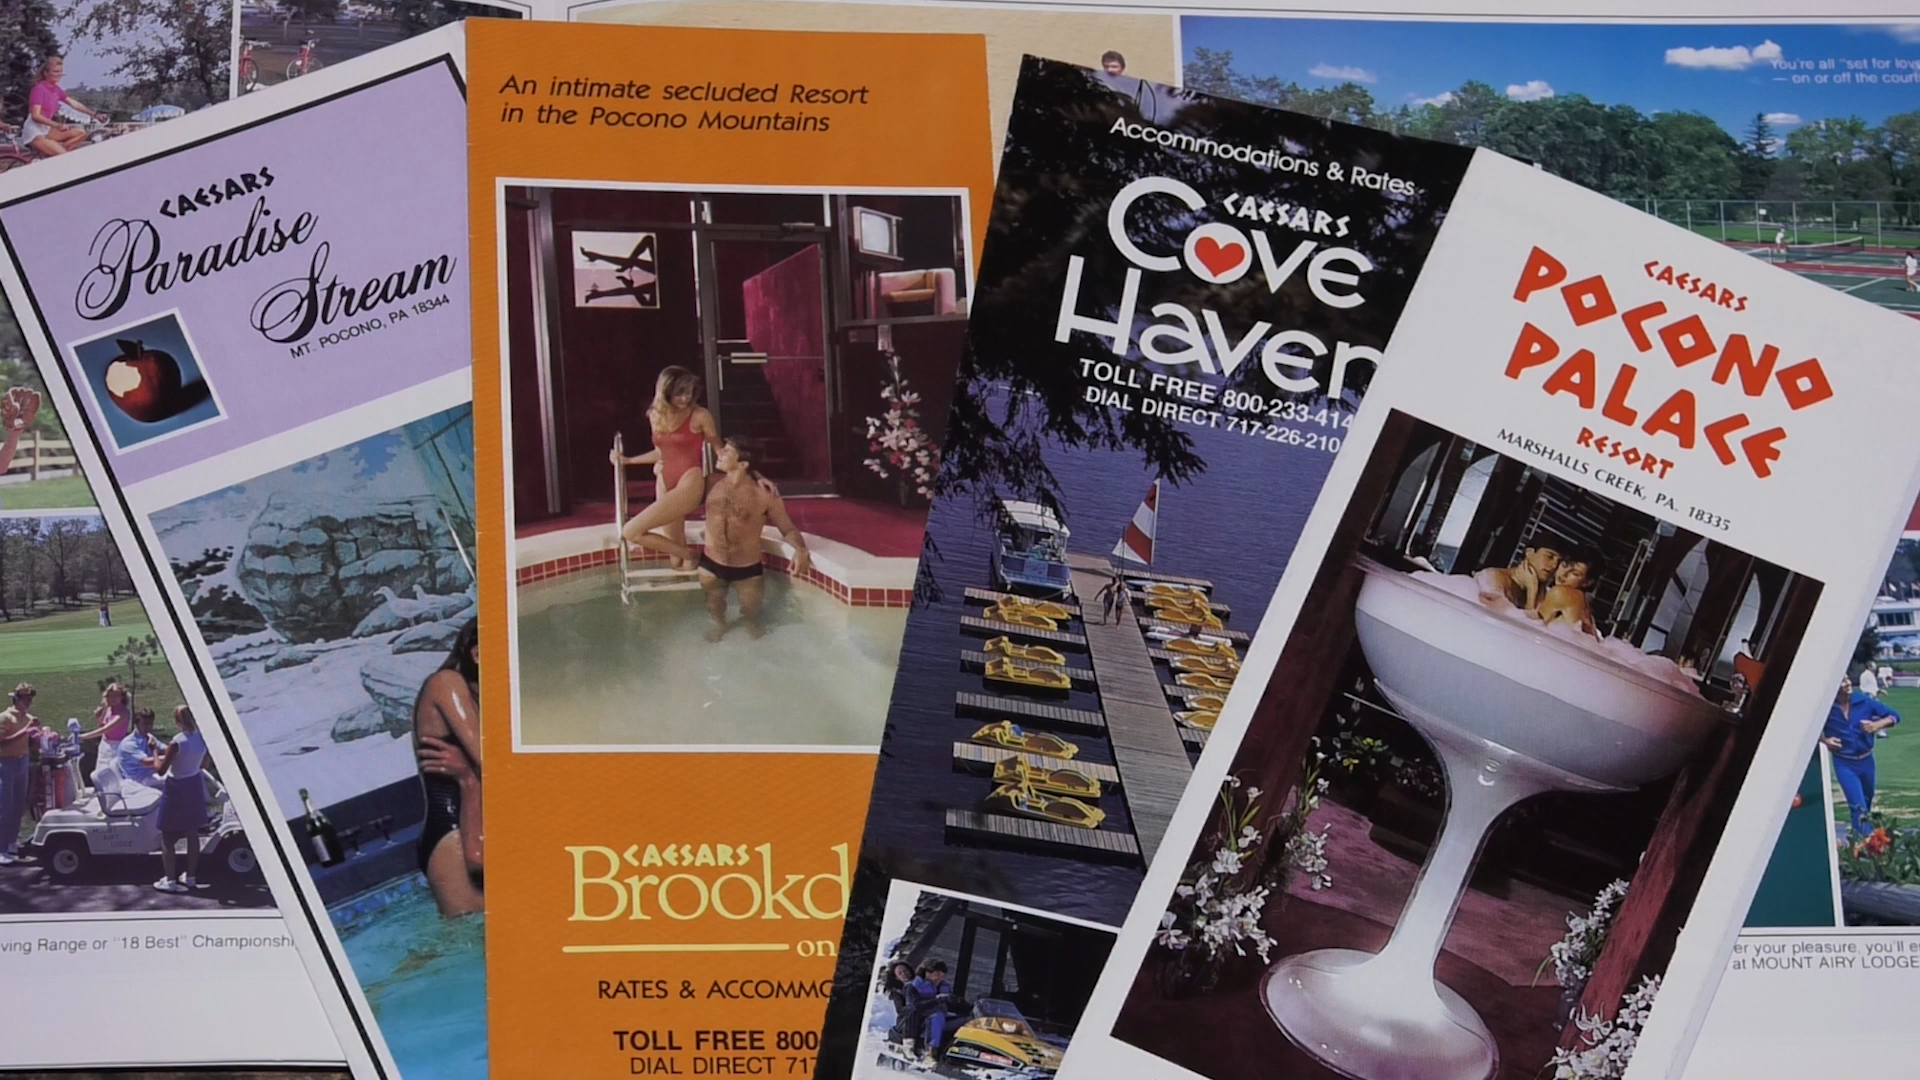 CAESARS
Paradise
Stream
MT. POCONO, PA 18344
An intimate secluded Resort
in the Pocono Mountains
CAESARS
Brookd
on
RATES & ACCOMMO
TOLL FREE 800
DIAL DIRECT 717
Accommodations & Rates
CAESARS
Cove
Haven
TOLL FREE 800-233-414
DIAL DIRECT 717-226-210
CAESARS
POCONO
PALACE
RESORT
MARSHALLS CREEK, PA. 18335
You're all "set for love
— on or off the court
ving Range or "18 Best" Championshi
er your pleasure, you'll e
at MOUNT AIRY LODGE